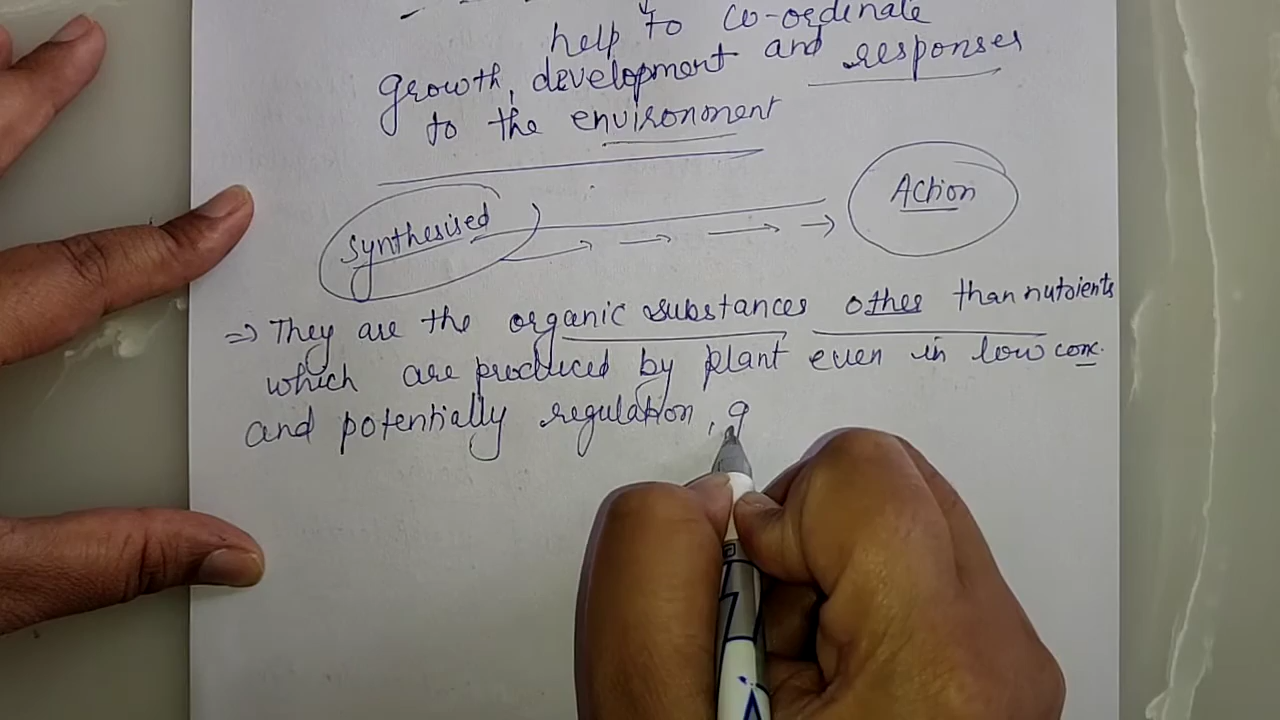 help to co-ordinate
growth, development and responses
to the environment
Synthesised
Action
⇒ They are the organic substances other than nutrients
which are produced by plant even in low conc.
and potentially regulation, g